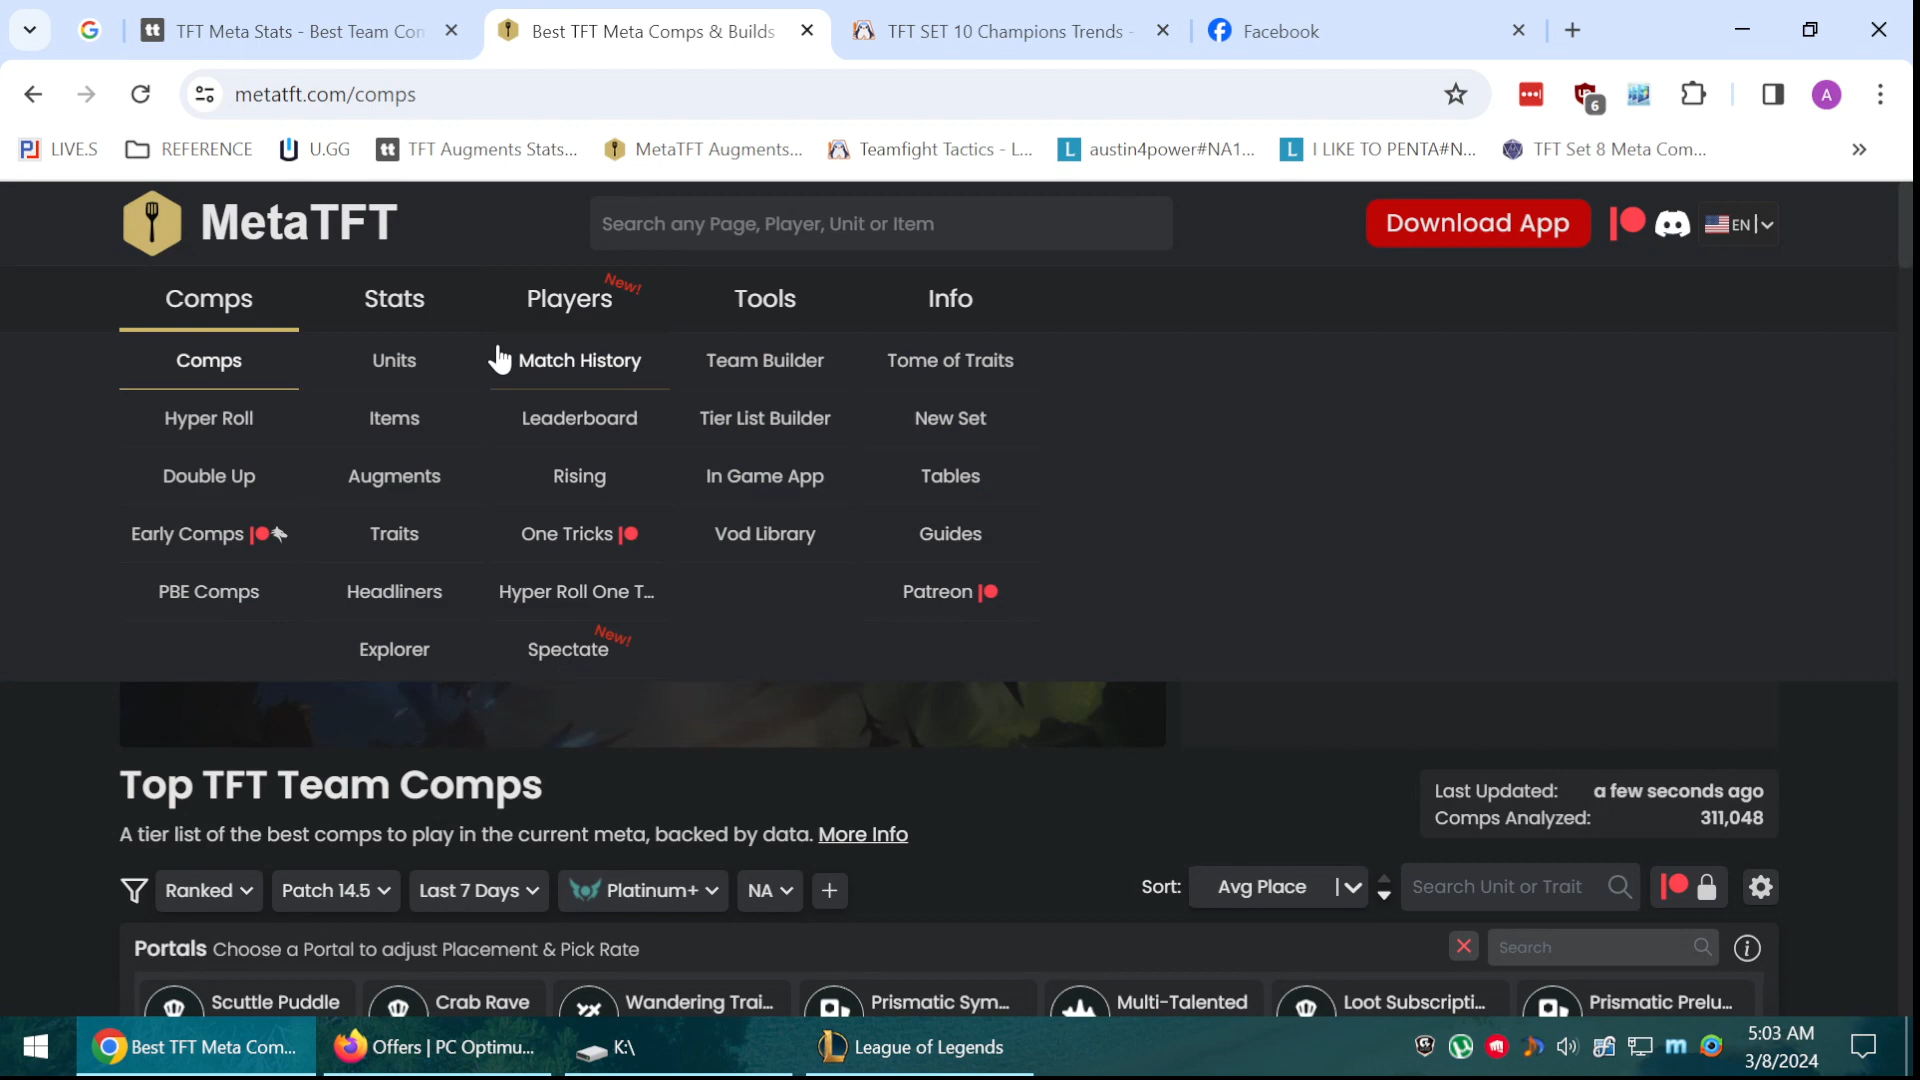 TFT Meta Stats - Best Team Con
Best TFT Meta Comps & Builds
TFT SET 10 Champions Trends -
Facebook
metatft.com/comps
6
A
LIVE.S
REFERENCE
U.GG
TFT Augments Stats...
MetaTFT Augments...
Teamfight Tactics - L...
austin4power#NA1...
I LIKE TO PENTA#N...
TFT Set 8 Meta Com...
MetaTFT
Search any Page, Player, Unit or Item
Download App
EN
Comps
Stats
Players
New!
Tools
Info
Comps
Units
Match History
Team Builder
Tome of Traits
Hyper Roll
Items
Leaderboard
Tier List Builder
New Set
Double Up
Augments
Rising
In Game App
Tables
Early Comps
Traits
One Tricks
Vod Library
Guides
PBE Comps
Headliners
Hyper Roll One T...
Patreon
Explorer
Spectate
New!
Top TFT Team Comps
Last Updated: a few seconds ago
Comps Analyzed: 311,048
A tier list of the best comps to play in the current meta, backed by data. More Info
Ranked
Patch 14.5
Last 7 Days
Platinum+
NA
+
Sort:
Avg Place
Search Unit or Trait
Portals Choose a Portal to adjust Placement & Pick Rate
Search
Scuttle Puddle
Crab Rave
Wandering Trai...
Prismatic Sym...
Multi-Talented
Loot Subscripti...
Prismatic Prelu...
Best TFT Meta Com...
Offers | PC Optimu...
K:\
League of Legends
5:03 AM
3/8/2024